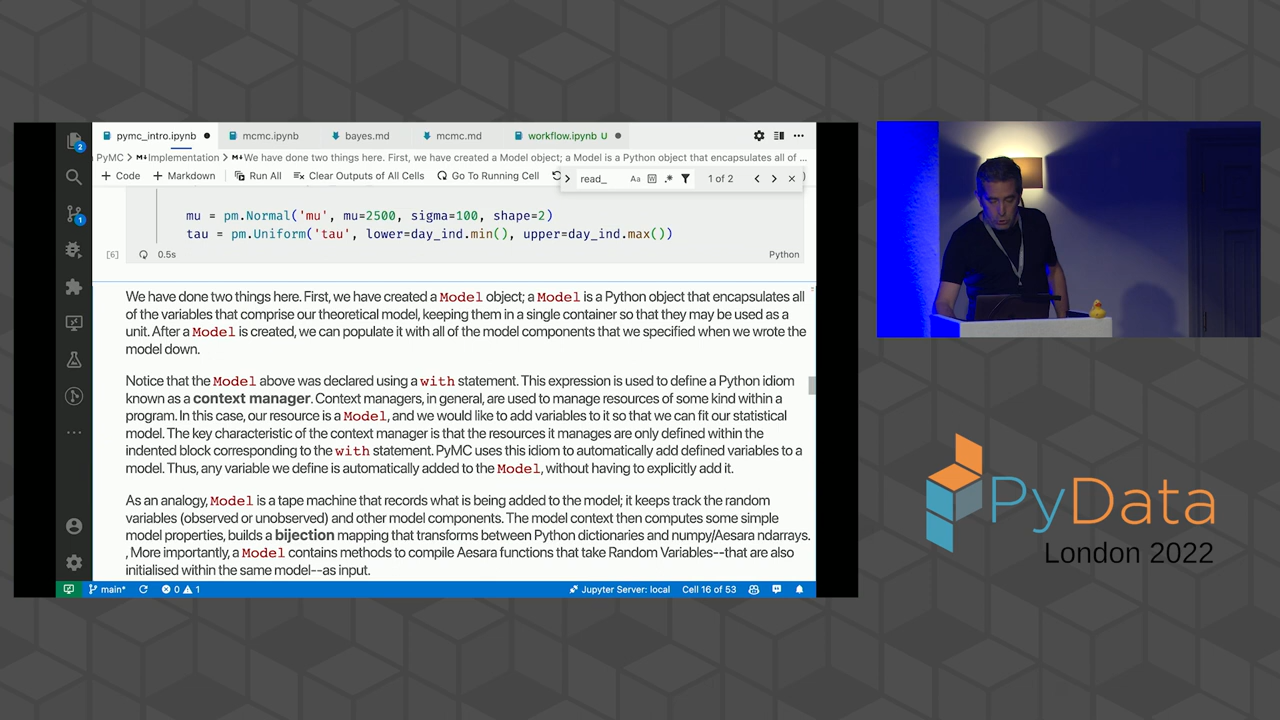 pymc_intro.ipynb
mcmc.ipynb
bayes.md
mcmc.md
workflow.ipynb U
PyMC > M↓Implementation > M↓We have done two things here. First, we have created a Model object; a Model is a Python object that encapsulates all of …
+ Code + Markdown Run All Clear Outputs of All Cells Go To Running Cell
read_ Aa 1 of 2
mu = pm.Normal('mu', mu=2500, sigma=100, shape=2)
tau = pm.Uniform('tau', lower=day_ind.min(), upper=day_ind.max())
[6] 0.5s Python
We have done two things here. First, we have created a Model object; a Model is a Python object that encapsulates all
of the variables that comprise our theoretical model, keeping them in a single container so that they may be used as a
unit. After a Model is created, we can populate it with all of the model components that we specified when we wrote the
model down.
Notice that the Model above was declared using a with statement. This expression is used to define a Python idiom
known as a context manager. Context managers, in general, are used to manage resources of some kind within a
program. In this case, our resource is a Model, and we would like to add variables to it so that we can fit our statistical
model. The key characteristic of the context manager is that the resources it manages are only defined within the
indented block corresponding to the with statement. PyMC uses this idiom to automatically add defined variables to a
model. Thus, any variable we define is automatically added to the Model, without having to explicitly add it.
As an analogy, Model is a tape machine that records what is being added to the model; it keeps track the random
variables (observed or unobserved) and other model components. The model context then computes some simple
model properties, builds a bijection mapping that transforms between Python dictionaries and numpy/Aesara ndarrays.
, More importantly, a Model contains methods to compile Aesara functions that take Random Variables--that are also
initialised within the same model--as input.
2
1
main* 0 1 Jupyter Server: local Cell 16 of 53
PyData
London 2022